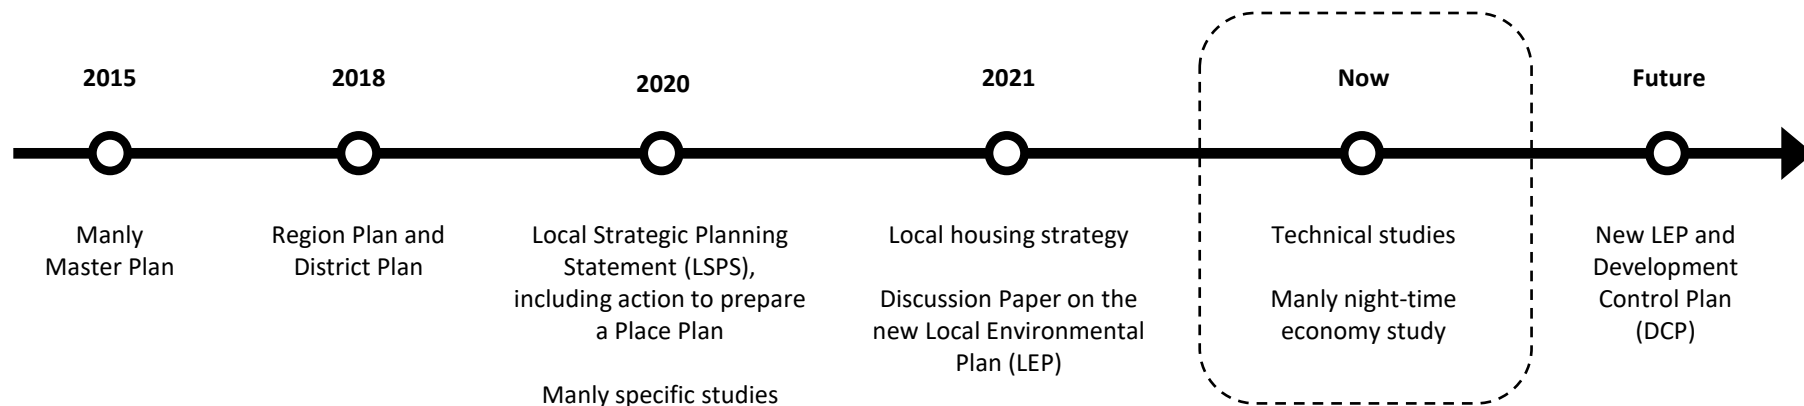 2015
Manly
Master Plan
2018
Region Plan and
District Plan
2020
Local Strategic Planning
Statement (LSPS),
including action to prepare
a Place Plan
Manly specific studies
2021
Local housing strategy
Discussion Paper on the
new Local Environmental
Plan (LEP)
Now
Technical studies
Manly night-time
economy study
Future
New LEP and
Development
Control Plan
(DCP)